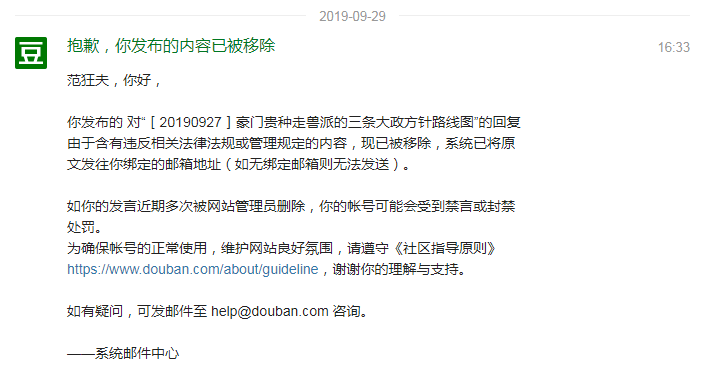 2019-09-29
豆
抱歉，你发布的内容已被移除
16:33
范狂夫，你好，
你发布的 对“［20190927］豪门贵种走兽派的三条大政方针路线图”的回复
由于含有违反相关法律法规或管理规定的内容，现已被移除，系统已将原
文发往你绑定的邮箱地址（如无绑定邮箱则无法发送）。
如你的发言近期多次被网站管理员删除，你的帐号可能会受到禁言或封禁
处罚。
为确保帐号的正常使用，维护网站良好氛围，请遵守《社区指导原则》
https://www.douban.com/about/guideline，谢谢你的理解与支持。
如有疑问，可发邮件至 help@douban.com 咨询。
——系统邮件中心